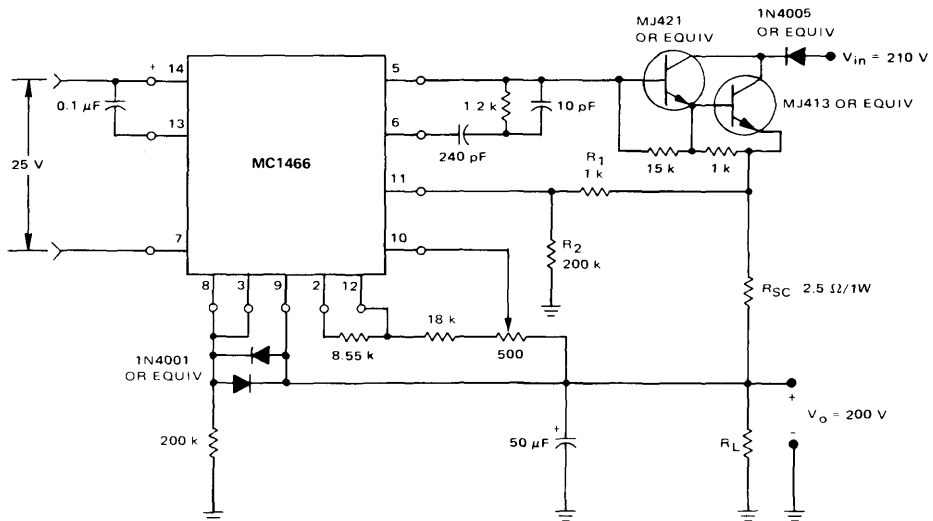 MJ421
OR EQUIV
1N4005
OR EQUIV
Vin = 210 V
MJ413 OR EQUIV
+
14
5
0.1 µF
1.2 k
10 pF
13
6
240 pF
25 V
MC1466
15 k
1 k
R1
1 k
11
R2
200 k
7
10
RSC 2.5 Ω/1W
8
3
9
2
12
18 k
8.55 k
500
1N4001
OR EQUIV
+
Vo = 200 V
-
200 k
+
50 µF
RL